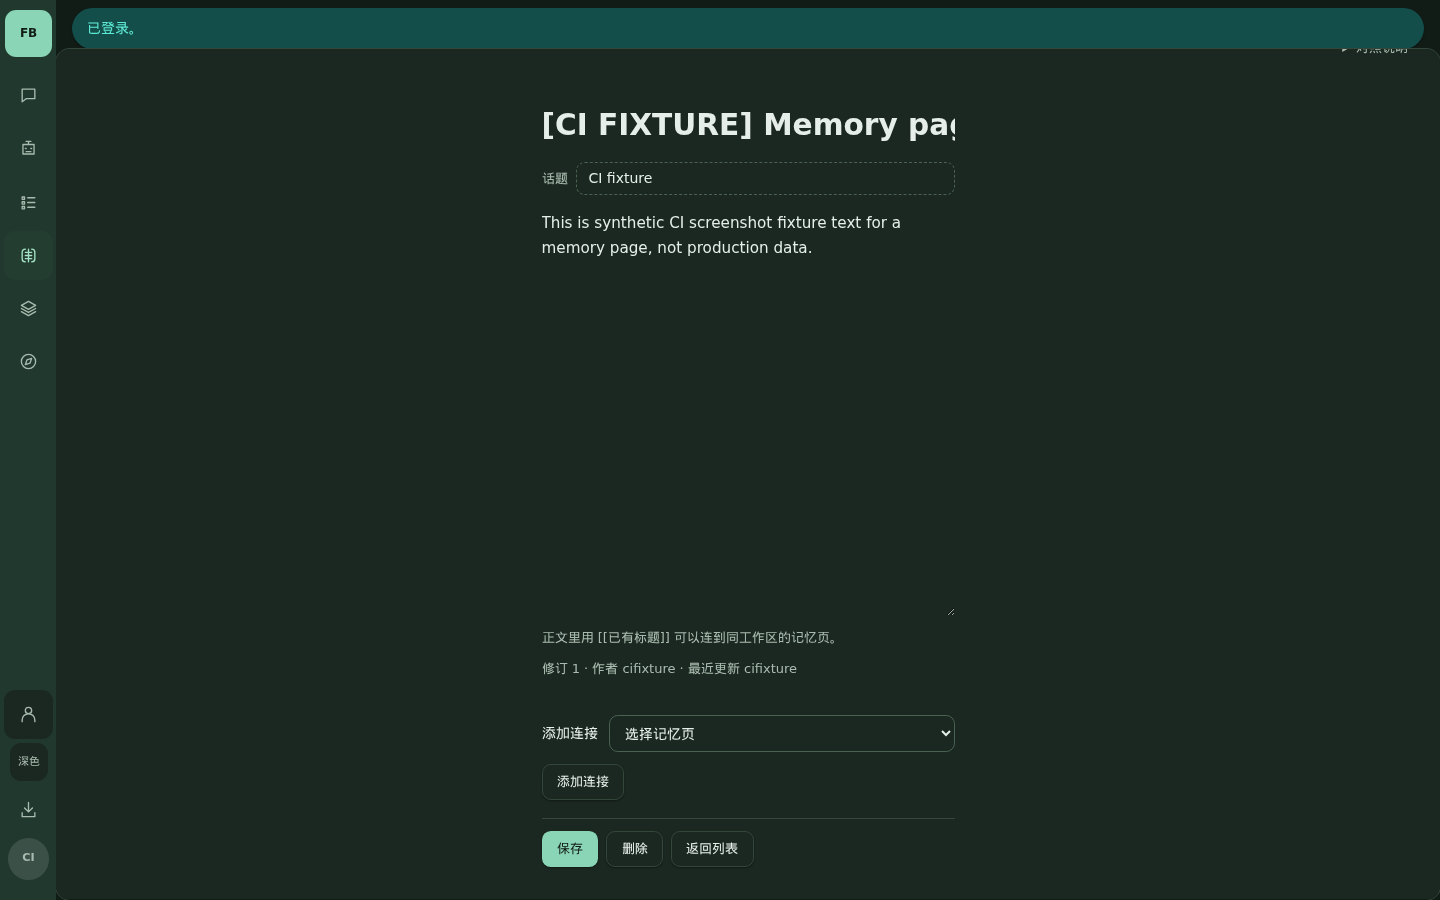 FB
已登录。
[CI FIXTURE] Memory pag
话题
CI fixture
This is synthetic CI screenshot fixture text for a
memory page, not production data.
正文里用 [[已有标题]] 可以连到同工作区的记忆页。
修订 1 · 作者 cifixture · 最近更新 cifixture
添加连接
选择记忆页
添加连接
保存
删除
返回列表
深色
CI